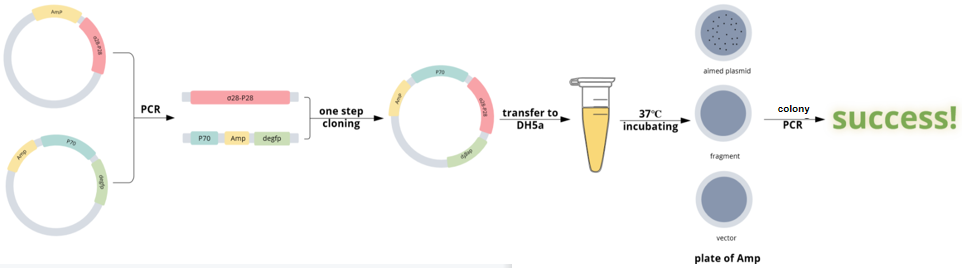 Amp
σ28-P28
PCR
Amp
P70
degfp
σ28-P28
P70 Amp degfp
one step
cloning
Amp
P70
σ28-P28
degfp
transfer to
DH5a
37℃
incubating
aimed plasmid
fragment
vector
plate of Amp
colony
PCR
success!